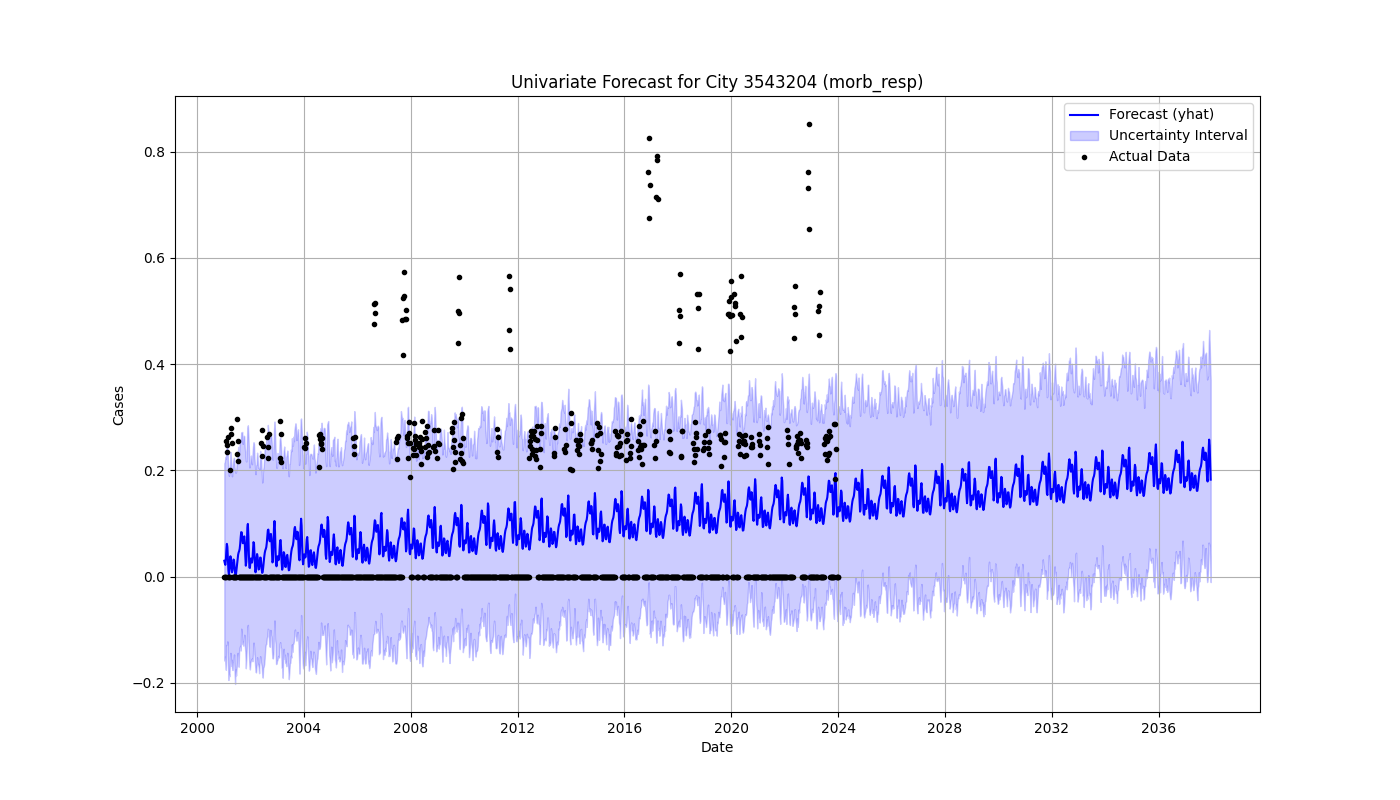 Univariate Forecast for City 3543204 (morb_resp)
Forecast (yhat)
Uncertainty Interval
Actual Data
Cases
0.8
0.6
0.4
0.2
0.0
−0.2
2000 2004 2008 2012 2016 2020 2024 2028 2032 2036
Date